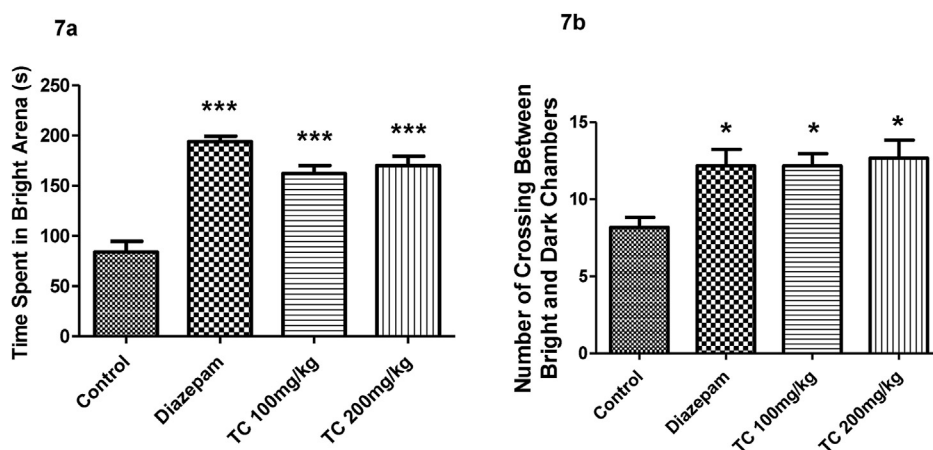 7a
Time Spent in Bright Arena (s)
250
200
150
100
50
0
***
***
***
Control
Diazepam
TC 100mg/kg
TC 200mg/kg
7b
Number of Crossing Between
Bright and Dark Chambers
15
10
5
0
*
*
*
Control
Diazepam
TC 100mg/kg
TC 200mg/kg